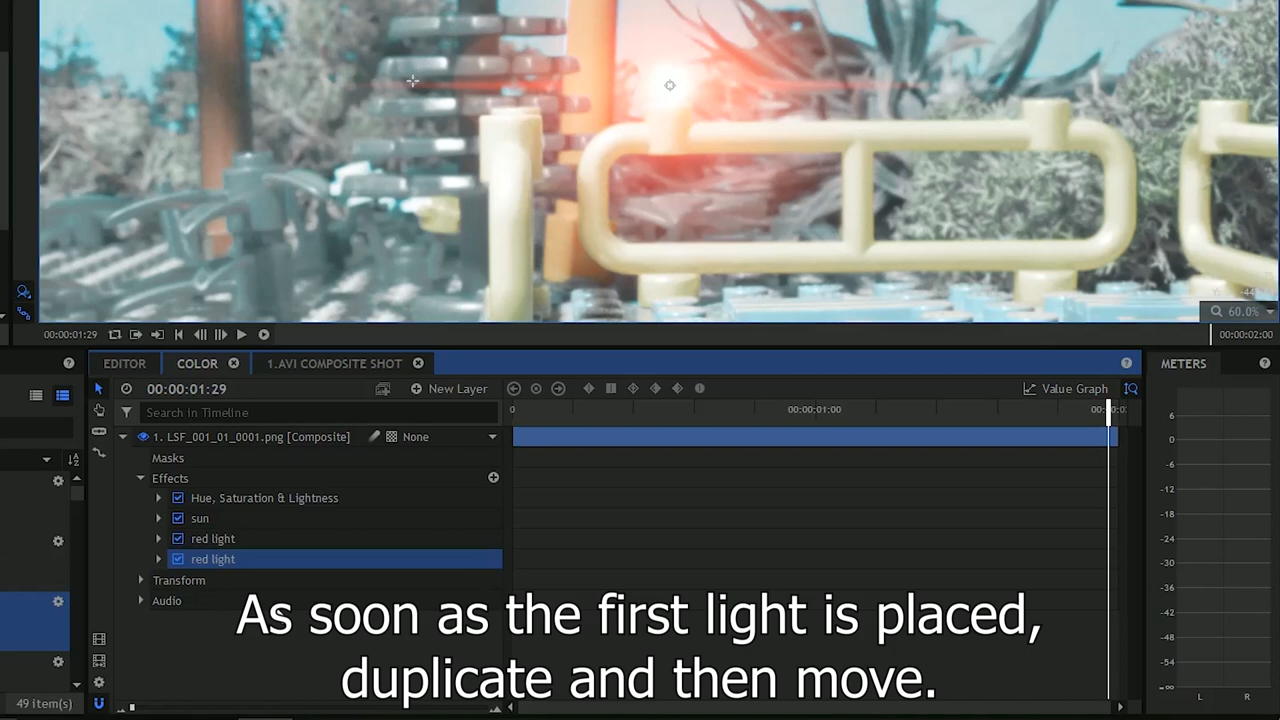 60.0%
00:00:01:29
00:00:02:00
EDITOR
COLOR
1.AVI COMPOSITE SHOT
METERS
00:00:01:29
New Layer
Value Graph
Search in Timeline
0
00:00:01:00
1. LSF_001_01_0001.png [Composite]
None
Masks
Effects
Hue, Saturation & Lightness
sun
red light
red light
Transform
Audio
6
0
-6
-12
-18
-24
-30
-36
-42
-48
-54
-∞
L R
49 item(s)
As soon as the first light is placed,
duplicate and then move.